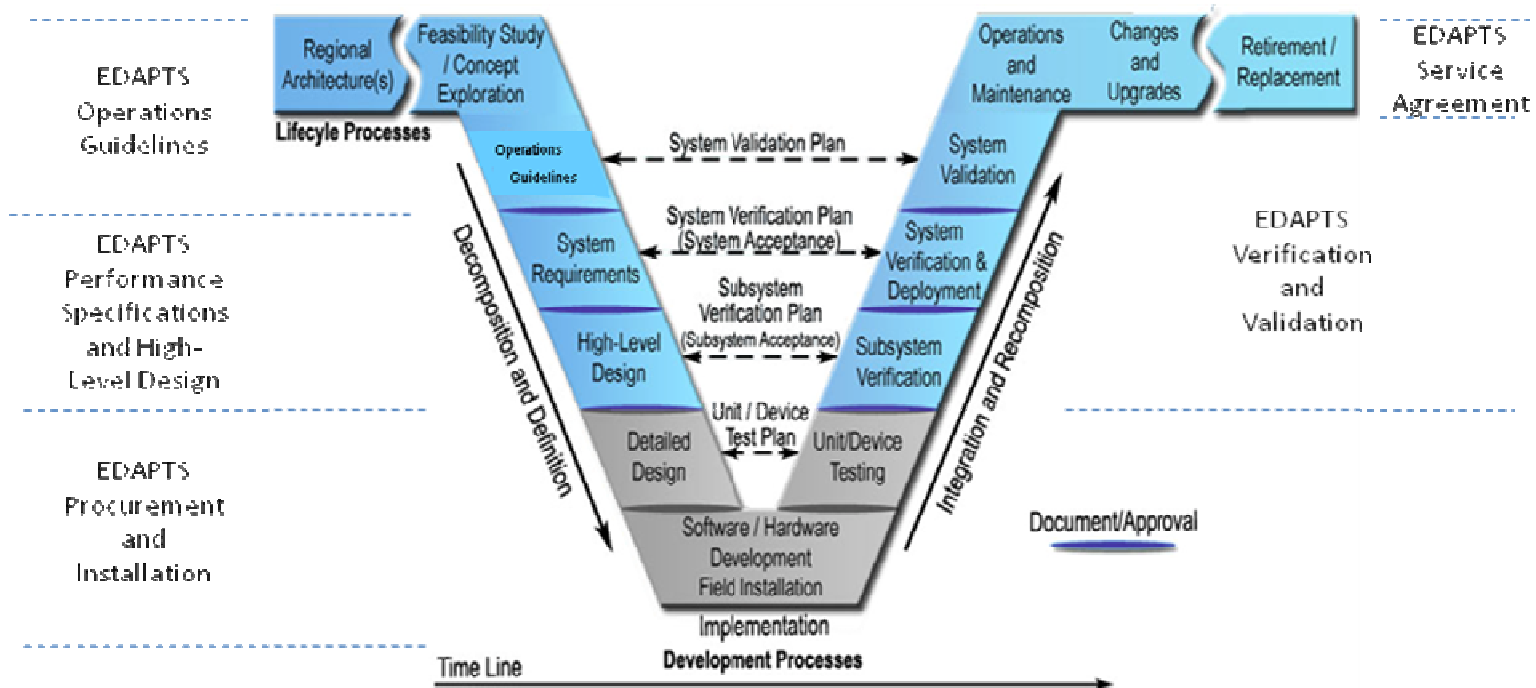 EDAPTS
Operations
Guidelines
EDAPTS
Performance
Specifications
and High-
Level Design
EDAPTS
Procurement
and
Installation
Regional
Architecture(s)
Feasibility Study
/ Concept
Exploration
Lifecyle Processes
Operations
Guidelines
System
Requirements
High-Level
Design
Detailed
Design
Decomposition and Definition
Software / Hardware
Development
Field Installation
Implementation
Development Processes
Time Line
System Validation Plan
System Verification Plan
(System Acceptance)
Subsystem
Verification Plan
(Subsystem Acceptance)
Unit / Device
Test Plan
Operations
and
Maintenance
Changes
and
Upgrades
Retirement /
Replacement
System
Validation
System
Verification &
Deployment
Subsystem
Verification
Unit/Device
Testing
Integration and Recomposition
Document/Approval
EDAPTS
Service
Agreement
EDAPTS
Verification
and
Validation